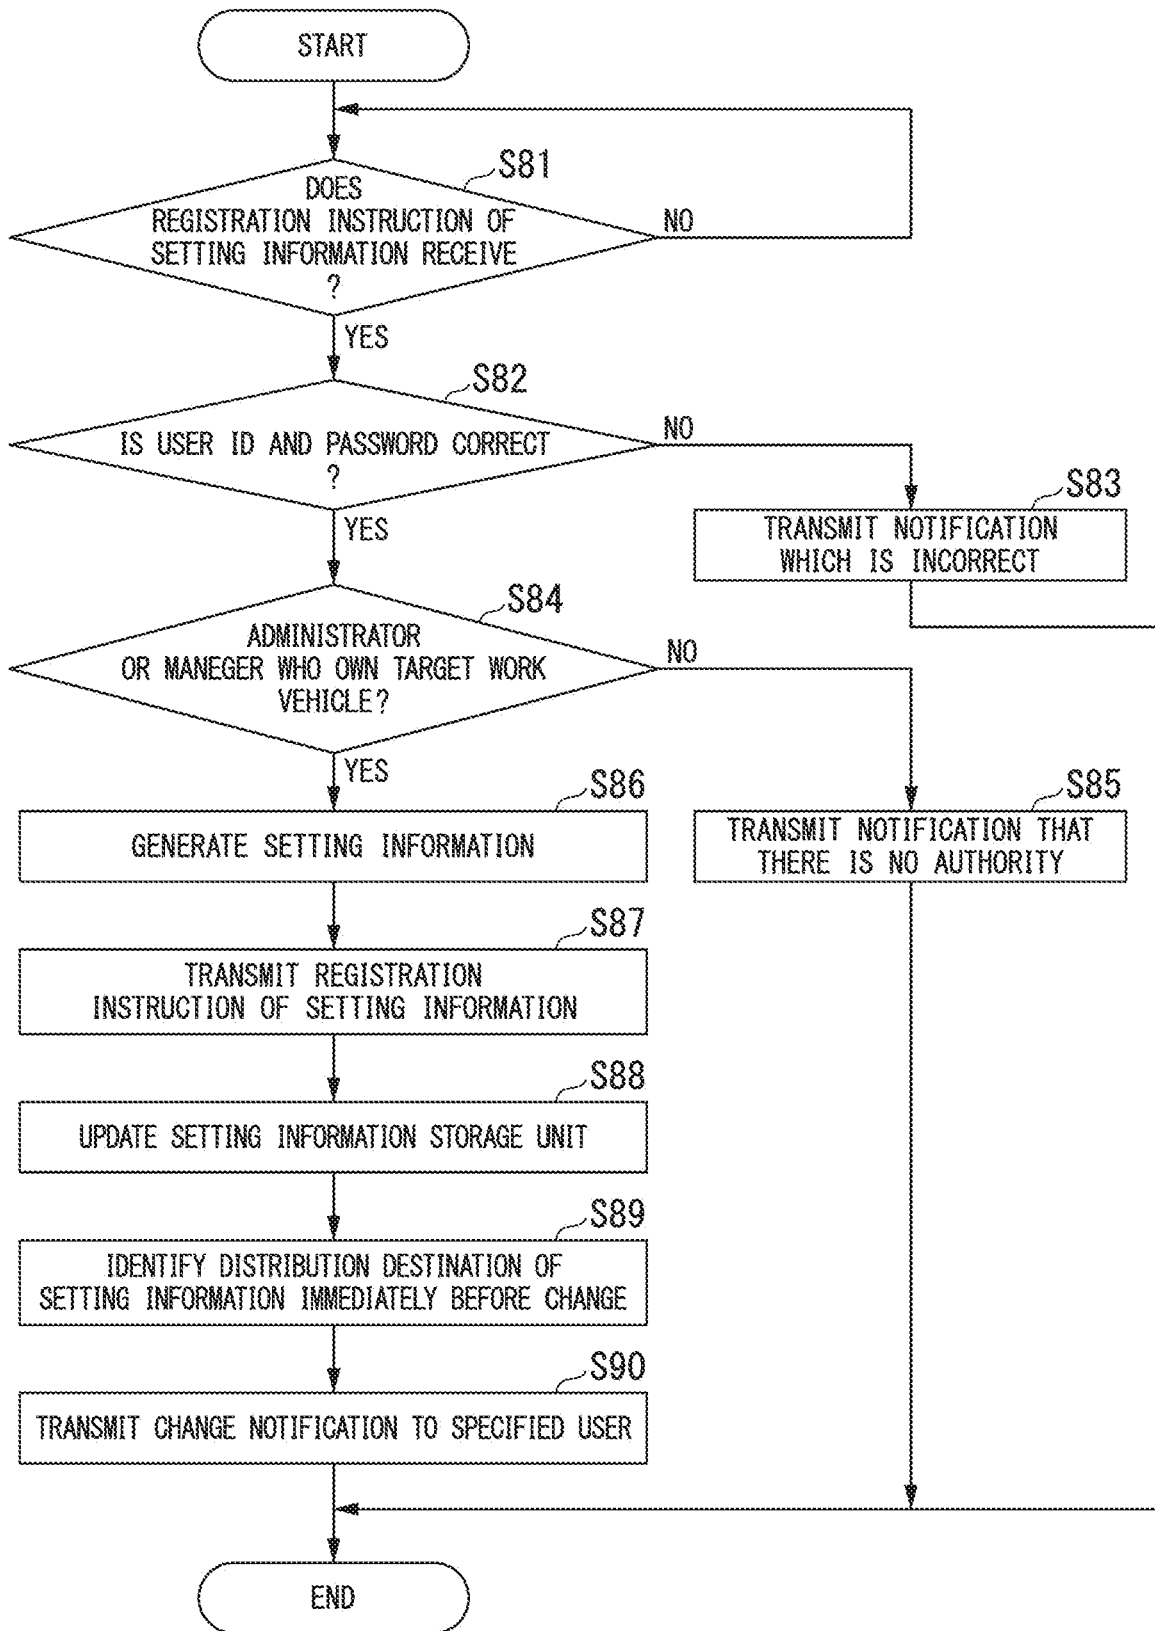 START
S81
DOES
REGISTRATION INSTRUCTION OF
SETTING INFORMATION RECEIVE
?
NO
YES
S82
IS USER ID AND PASSWORD CORRECT
?
NO
YES
S83
TRANSMIT NOTIFICATION
WHICH IS INCORRECT
S84
ADMINISTRATOR
OR MANEGER WHO OWN TARGET WORK
VEHICLE?
NO
YES
S85
TRANSMIT NOTIFICATION THAT
THERE IS NO AUTHORITY
S86
GENERATE SETTING INFORMATION
S87
TRANSMIT REGISTRATION
INSTRUCTION OF SETTING INFORMATION
S88
UPDATE SETTING INFORMATION STORAGE UNIT
S89
IDENTIFY DISTRIBUTION DESTINATION OF
SETTING INFORMATION IMMEDIATELY BEFORE CHANGE
S90
TRANSMIT CHANGE NOTIFICATION TO SPECIFIED USER
END